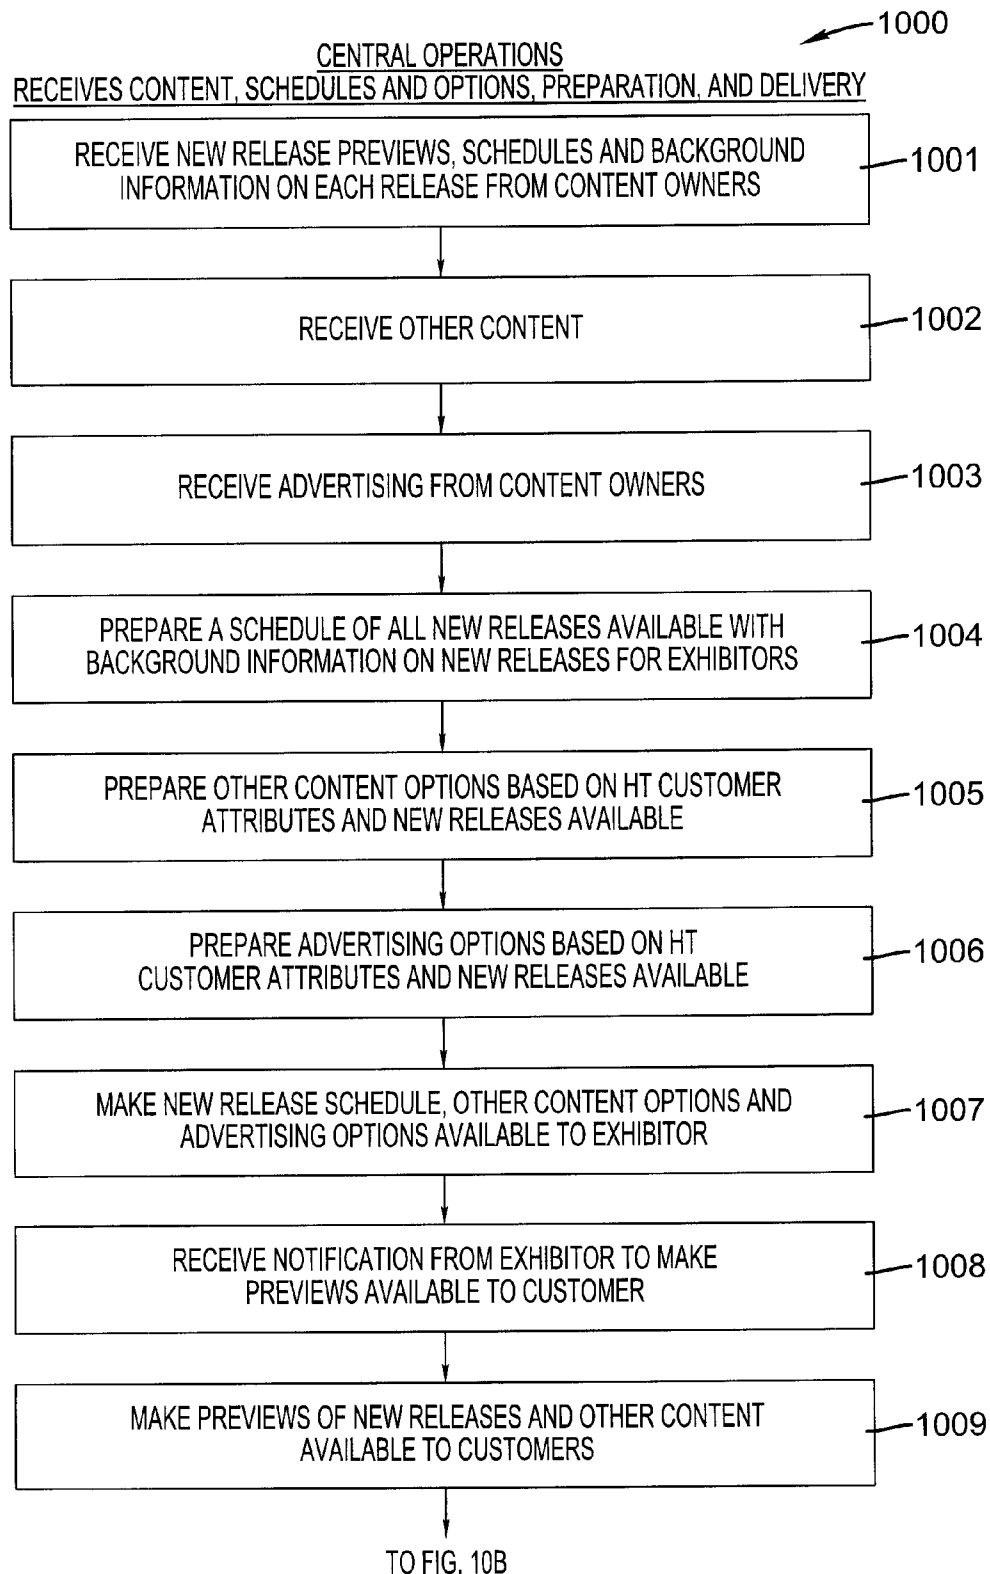 1000
CENTRAL OPERATIONS
RECEIVES CONTENT, SCHEDULES AND OPTIONS, PREPARATION, AND DELIVERY
RECEIVE NEW RELEASE PREVIEWS, SCHEDULES AND BACKGROUND
INFORMATION ON EACH RELEASE FROM CONTENT OWNERS
1001
RECEIVE OTHER CONTENT
1002
RECEIVE ADVERTISING FROM CONTENT OWNERS
1003
PREPARE A SCHEDULE OF ALL NEW RELEASES AVAILABLE WITH
BACKGROUND INFORMATION ON NEW RELEASES FOR EXHIBITORS
1004
PREPARE OTHER CONTENT OPTIONS BASED ON HT CUSTOMER
ATTRIBUTES AND NEW RELEASES AVAILABLE
1005
PREPARE ADVERTISING OPTIONS BASED ON HT
CUSTOMER ATTRIBUTES AND NEW RELEASES AVAILABLE
1006
MAKE NEW RELEASE SCHEDULE, OTHER CONTENT OPTIONS AND
ADVERTISING OPTIONS AVAILABLE TO EXHIBITOR
1007
RECEIVE NOTIFICATION FROM EXHIBITOR TO MAKE
PREVIEWS AVAILABLE TO CUSTOMER
1008
MAKE PREVIEWS OF NEW RELEASES AND OTHER CONTENT
AVAILABLE TO CUSTOMERS
1009
TO FIG. 10B